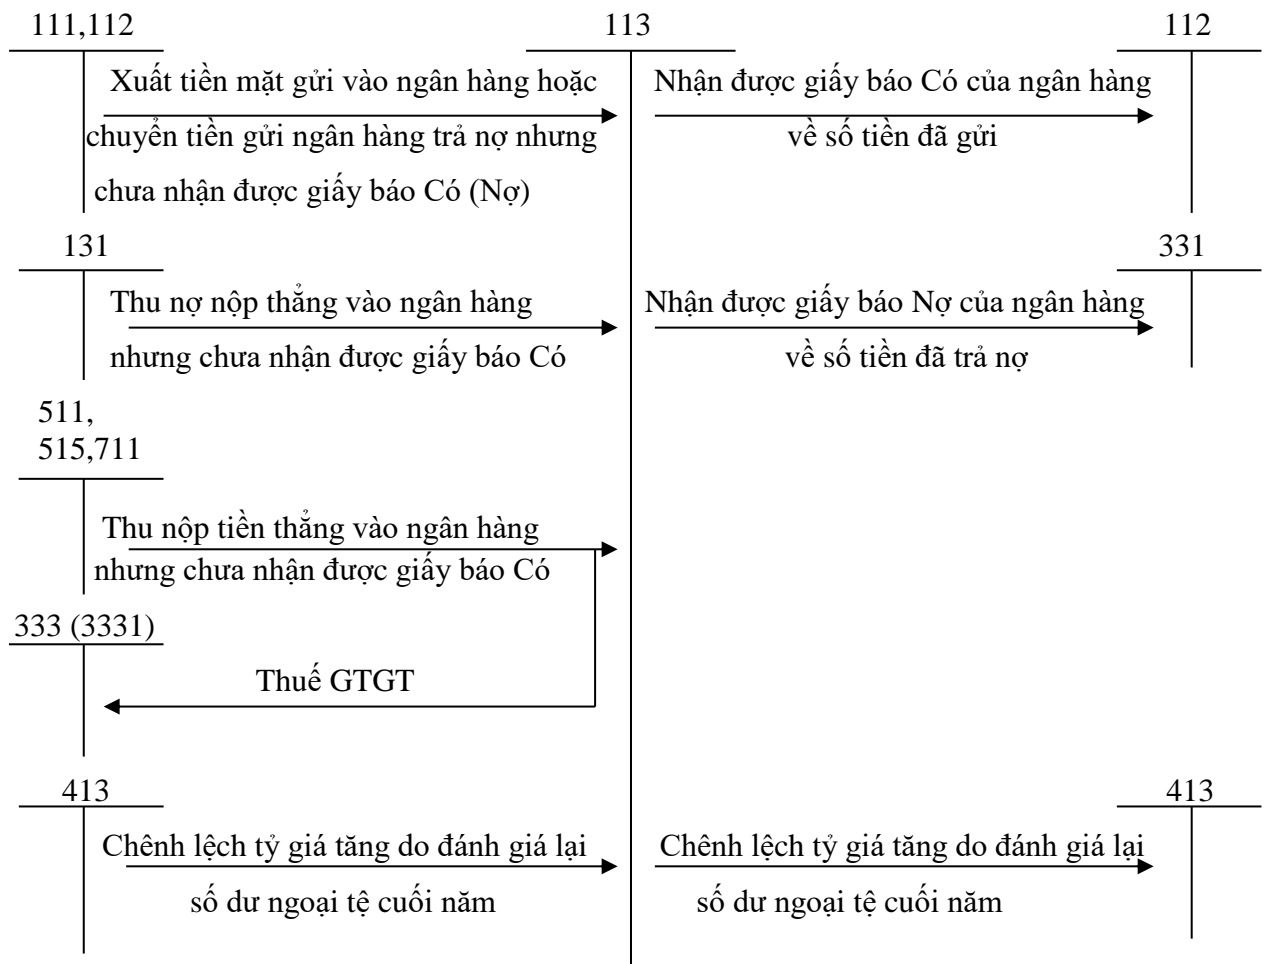 111,112
113
112
Xuất tiền mặt gửi vào ngân hàng hoặc
chuyển tiền gửi ngân hàng trả nợ nhưng
chưa nhận được giấy báo Có (Nợ)
Nhận được giấy báo Có của ngân hàng
về số tiền đã gửi
131
331
Thu nợ nộp thẳng vào ngân hàng
nhưng chưa nhận được giấy báo Có
Nhận được giấy báo Nợ của ngân hàng
về số tiền đã trả nợ
511,
515,711
Thu nộp tiền thẳng vào ngân hàng
nhưng chưa nhận được giấy báo Có
333 (3331)
Thuế GTGT
413
413
Chênh lệch tỷ giá tăng do đánh giá lại
số dư ngoại tệ cuối năm
Chênh lệch tỷ giá tăng do đánh giá lại
số dư ngoại tệ cuối năm